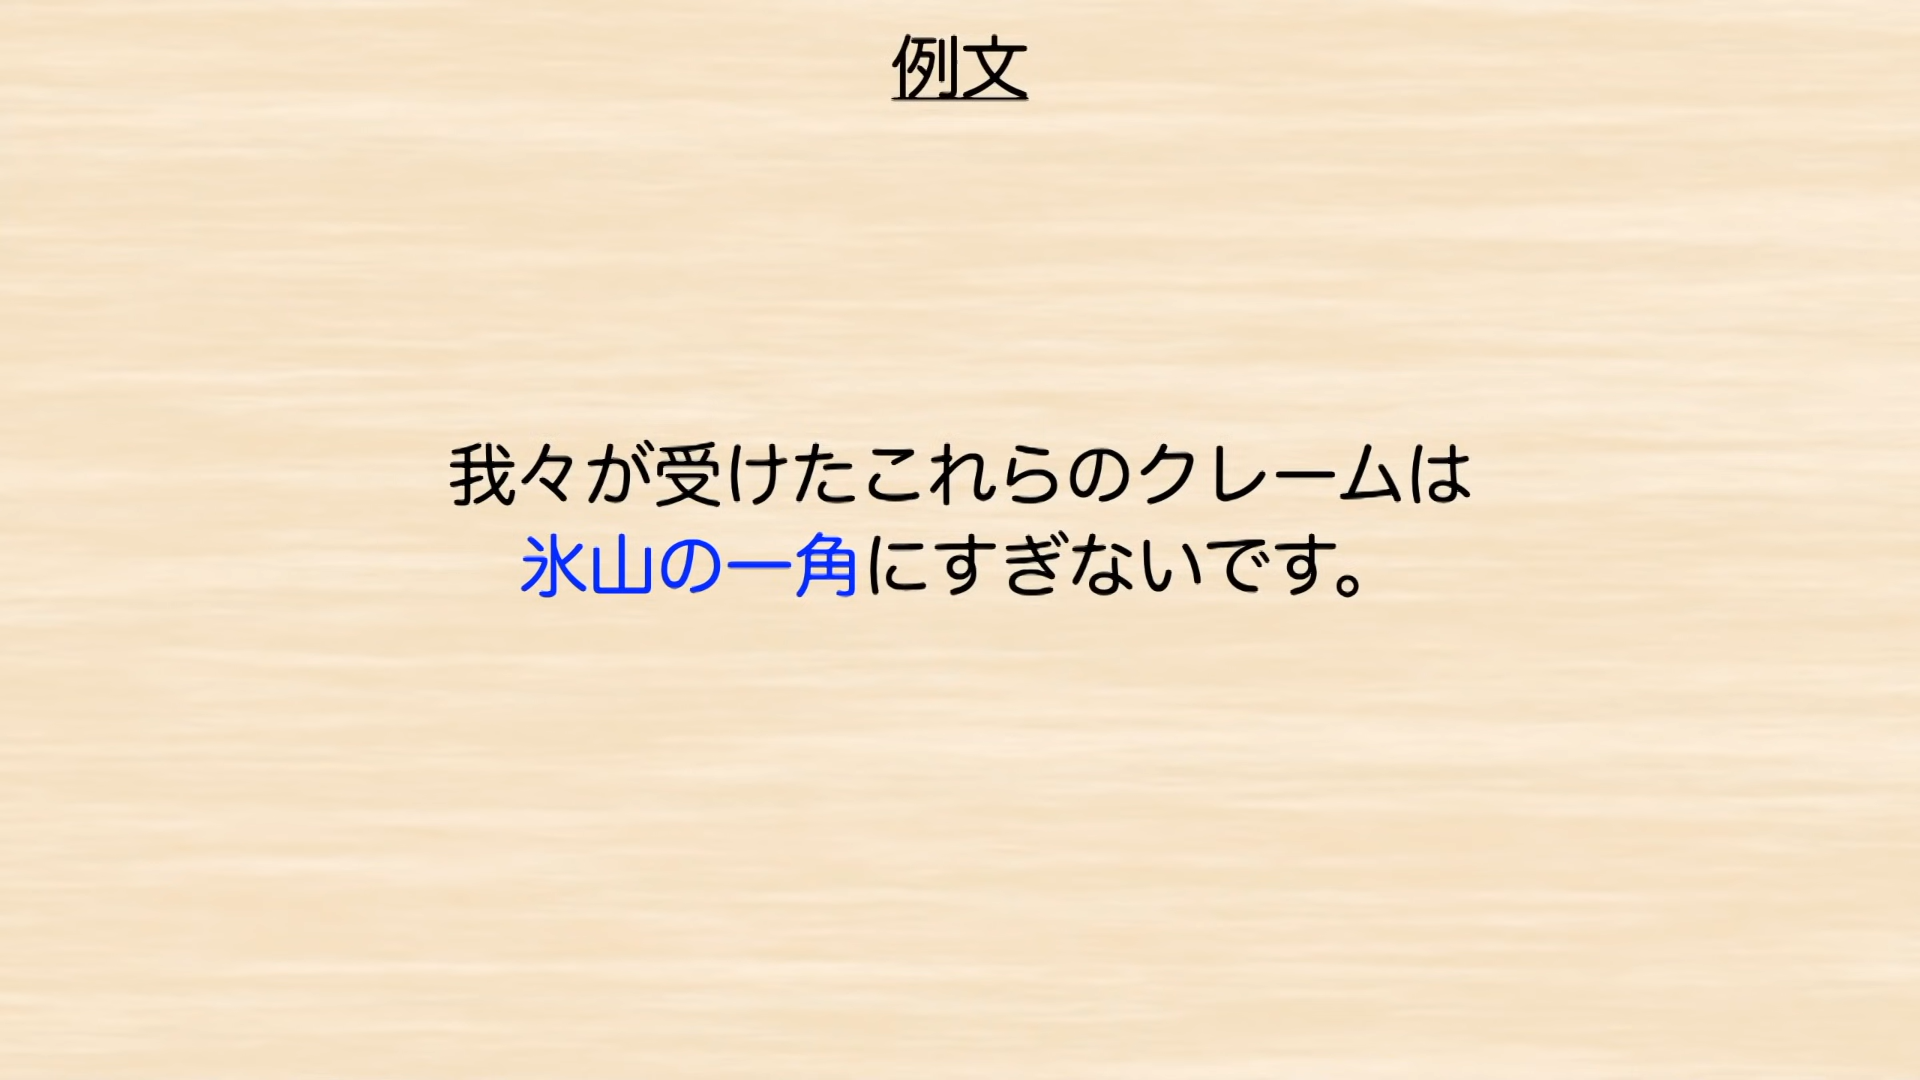 例文
我々が受けたこれらのクレームは
氷山の一角にすぎないです。